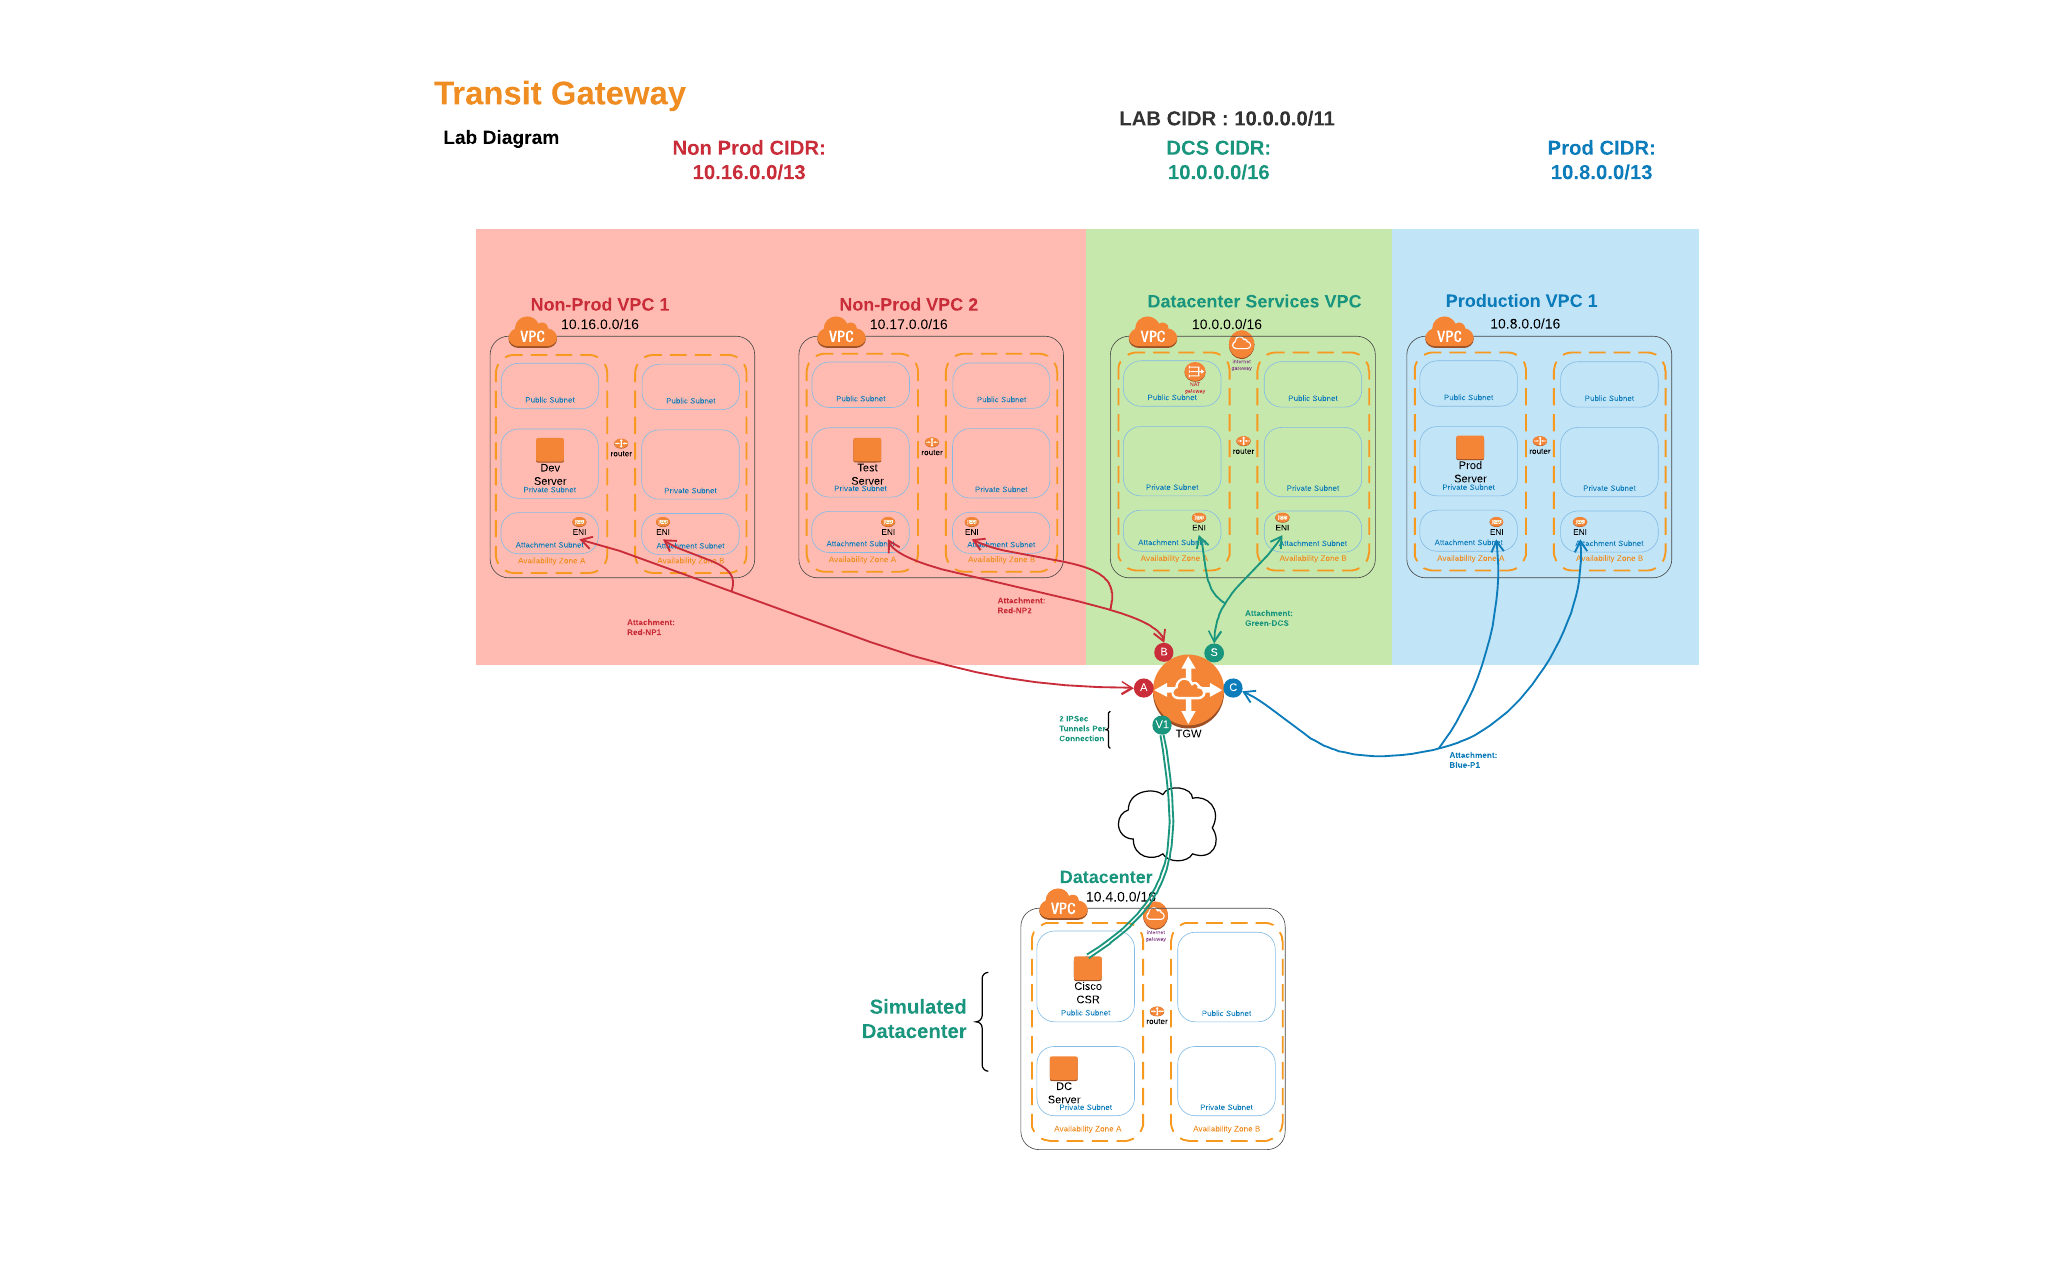 Transit Gateway
Lab Diagram
LAB CIDR : 10.0.0.0/11
Non Prod CIDR:
10.16.0.0/13
DCS CIDR:
10.0.0.0/16
Prod CIDR:
10.8.0.0/13
Non-Prod VPC 1
10.16.0.0/16
VPC
Public Subnet
Public Subnet
Dev
Server
Private Subnet
router
Private Subnet
ENI
Attachment Subnet
Availability Zone A
ENI
Attachment Subnet
Availability Zone B
Non-Prod VPC 2
10.17.0.0/16
VPC
Public Subnet
Public Subnet
Test
Server
Private Subnet
router
Private Subnet
ENI
Attachment Subnet
Availability Zone A
ENI
Attachment Subnet
Availability Zone B
Datacenter Services VPC
10.0.0.0/16
VPC
Internet
gateway
NAT
gateway
Public Subnet
Public Subnet
router
Private Subnet
Private Subnet
ENI
Attachment Subnet
Availability Zone A
ENI
Attachment Subnet
Availability Zone B
Production VPC 1
10.8.0.0/16
VPC
Public Subnet
Public Subnet
Prod
Server
Private Subnet
router
Private Subnet
ENI
Attachment Subnet
Availability Zone A
ENI
Attachment Subnet
Availability Zone B
Attachment:
Red-NP1
Attachment:
Red-NP2
Attachment:
Green-DCS
B
S
A
C
V1
TGW
2 IPSec
Tunnels Per
Connection
Attachment:
Blue-P1
Datacenter
10.4.0.0/16
VPC
Internet
gateway
Cisco
CSR
Public Subnet
Public Subnet
router
Simulated
Datacenter
DC
Server
Private Subnet
Private Subnet
Availability Zone A
Availability Zone B